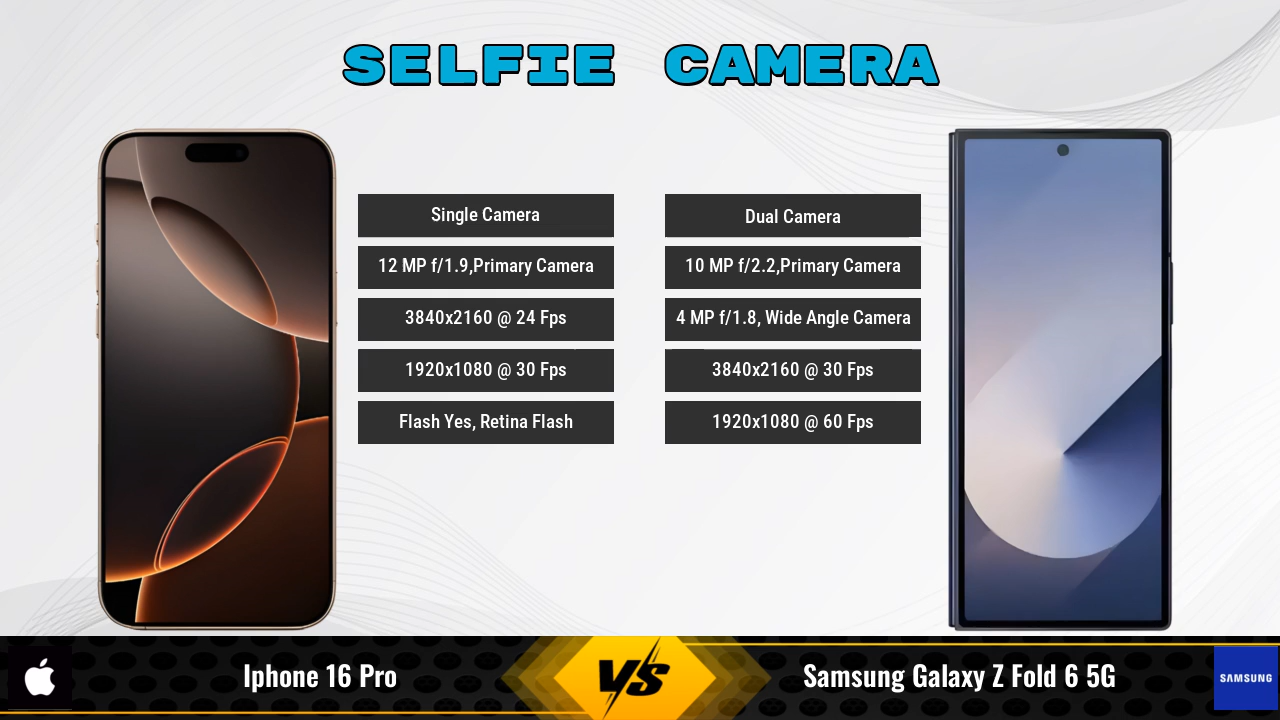 SELFIE CAMERA
Single Camera
12 MP f/1.9,Primary Camera
3840x2160 @ 24 Fps
1920x1080 @ 30 Fps
Flash Yes, Retina Flash
Dual Camera
10 MP f/2.2,Primary Camera
4 MP f/1.8, Wide Angle Camera
3840x2160 @ 30 Fps
1920x1080 @ 60 Fps
Iphone 16 Pro
VS
Samsung Galaxy Z Fold 6 5G
SAMSUNG